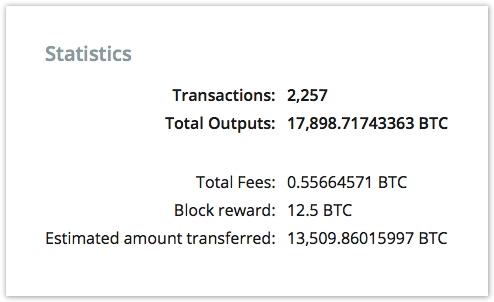 Statistics
Transactions: 2,257
Total Outputs: 17,898.71743363 BTC
Total Fees: 0.55664571 BTC
Block reward: 12.5 BTC
Estimated amount transferred: 13,509.86015997 BTC